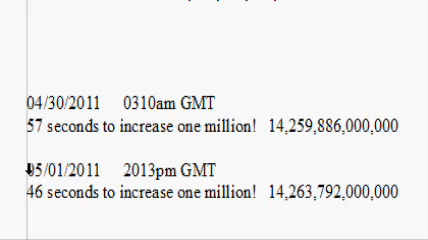 04/30/2011 0310am GMT
57 seconds to increase one million! 14,259,886,000,000
05/01/2011 2013pm GMT
46 seconds to increase one million! 14,263,792,000,000